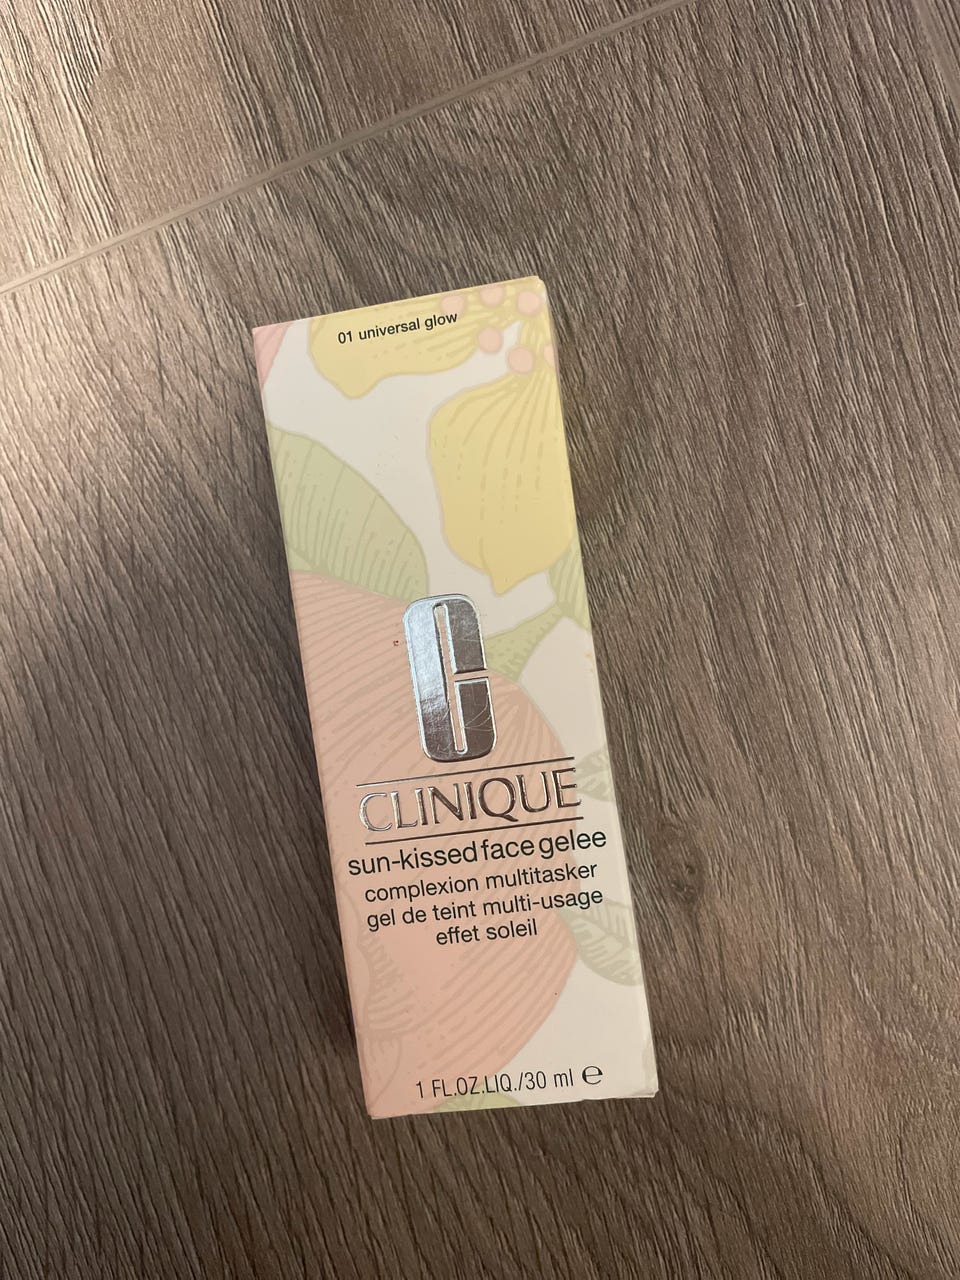 01 universal glow
CLINIQUE
sun-kissed face gelee
complexion multitasker
gel de teint multi-usage
effet soleil
1 FL.OZ.LIQ./30 ml ℮